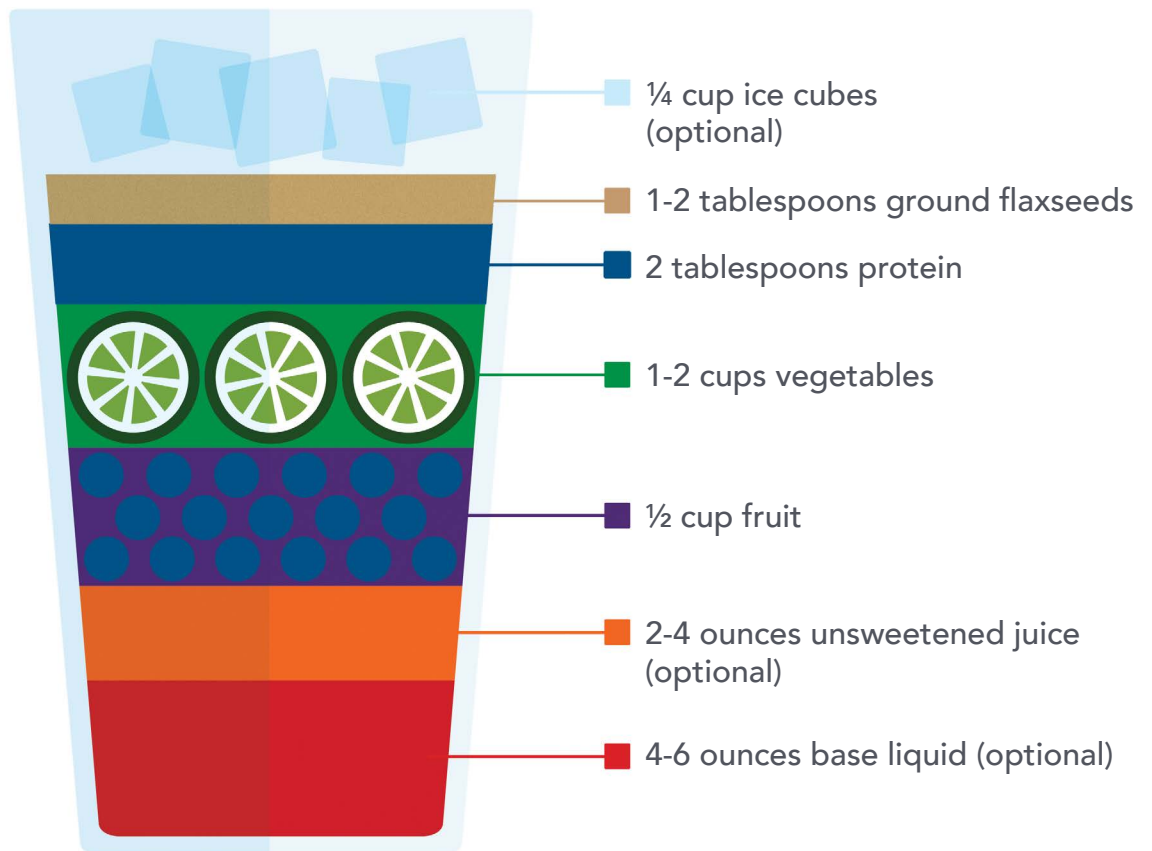 ¼ cup ice cubes
(optional)
1-2 tablespoons ground flaxseeds
2 tablespoons protein
1-2 cups vegetables
½ cup fruit
2-4 ounces unsweetened juice
(optional)
4-6 ounces base liquid (optional)